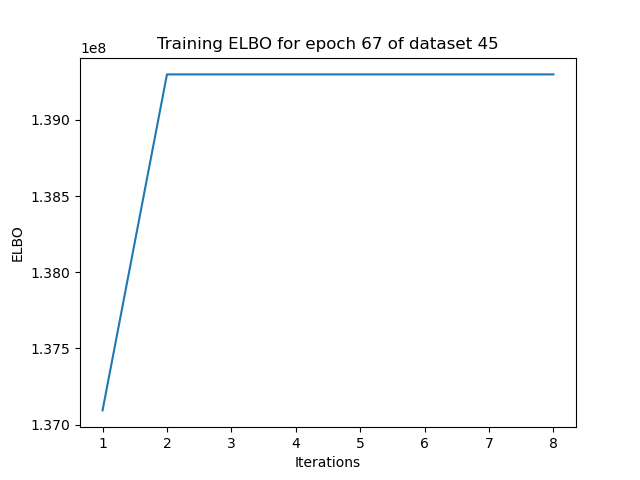 Training ELBO for epoch 67 of dataset 45
1e8
1.390
1.385
1.380
1.375
1.370
ELBO
1 2 3 4 5 6 7 8
Iterations